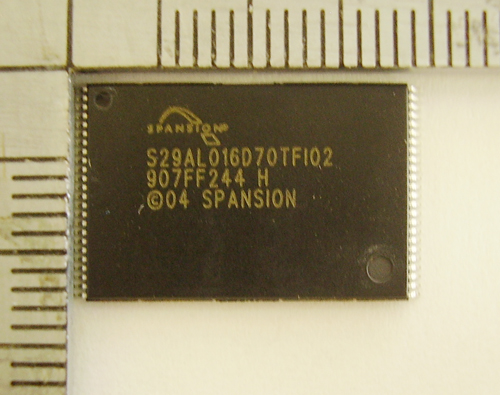 SPANSION®
S29AL016D70TFI02
907FF244 H
©04 SPANSION